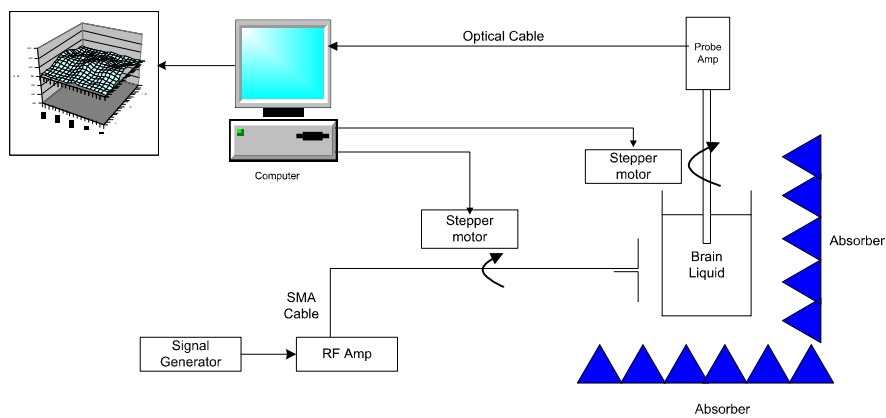 Optical Cable
Probe
Amp
Computer
Stepper
motor
Stepper
motor
Brain
Liquid
Absorber
SMA
Cable
Signal
Generator
RF Amp
Absorber